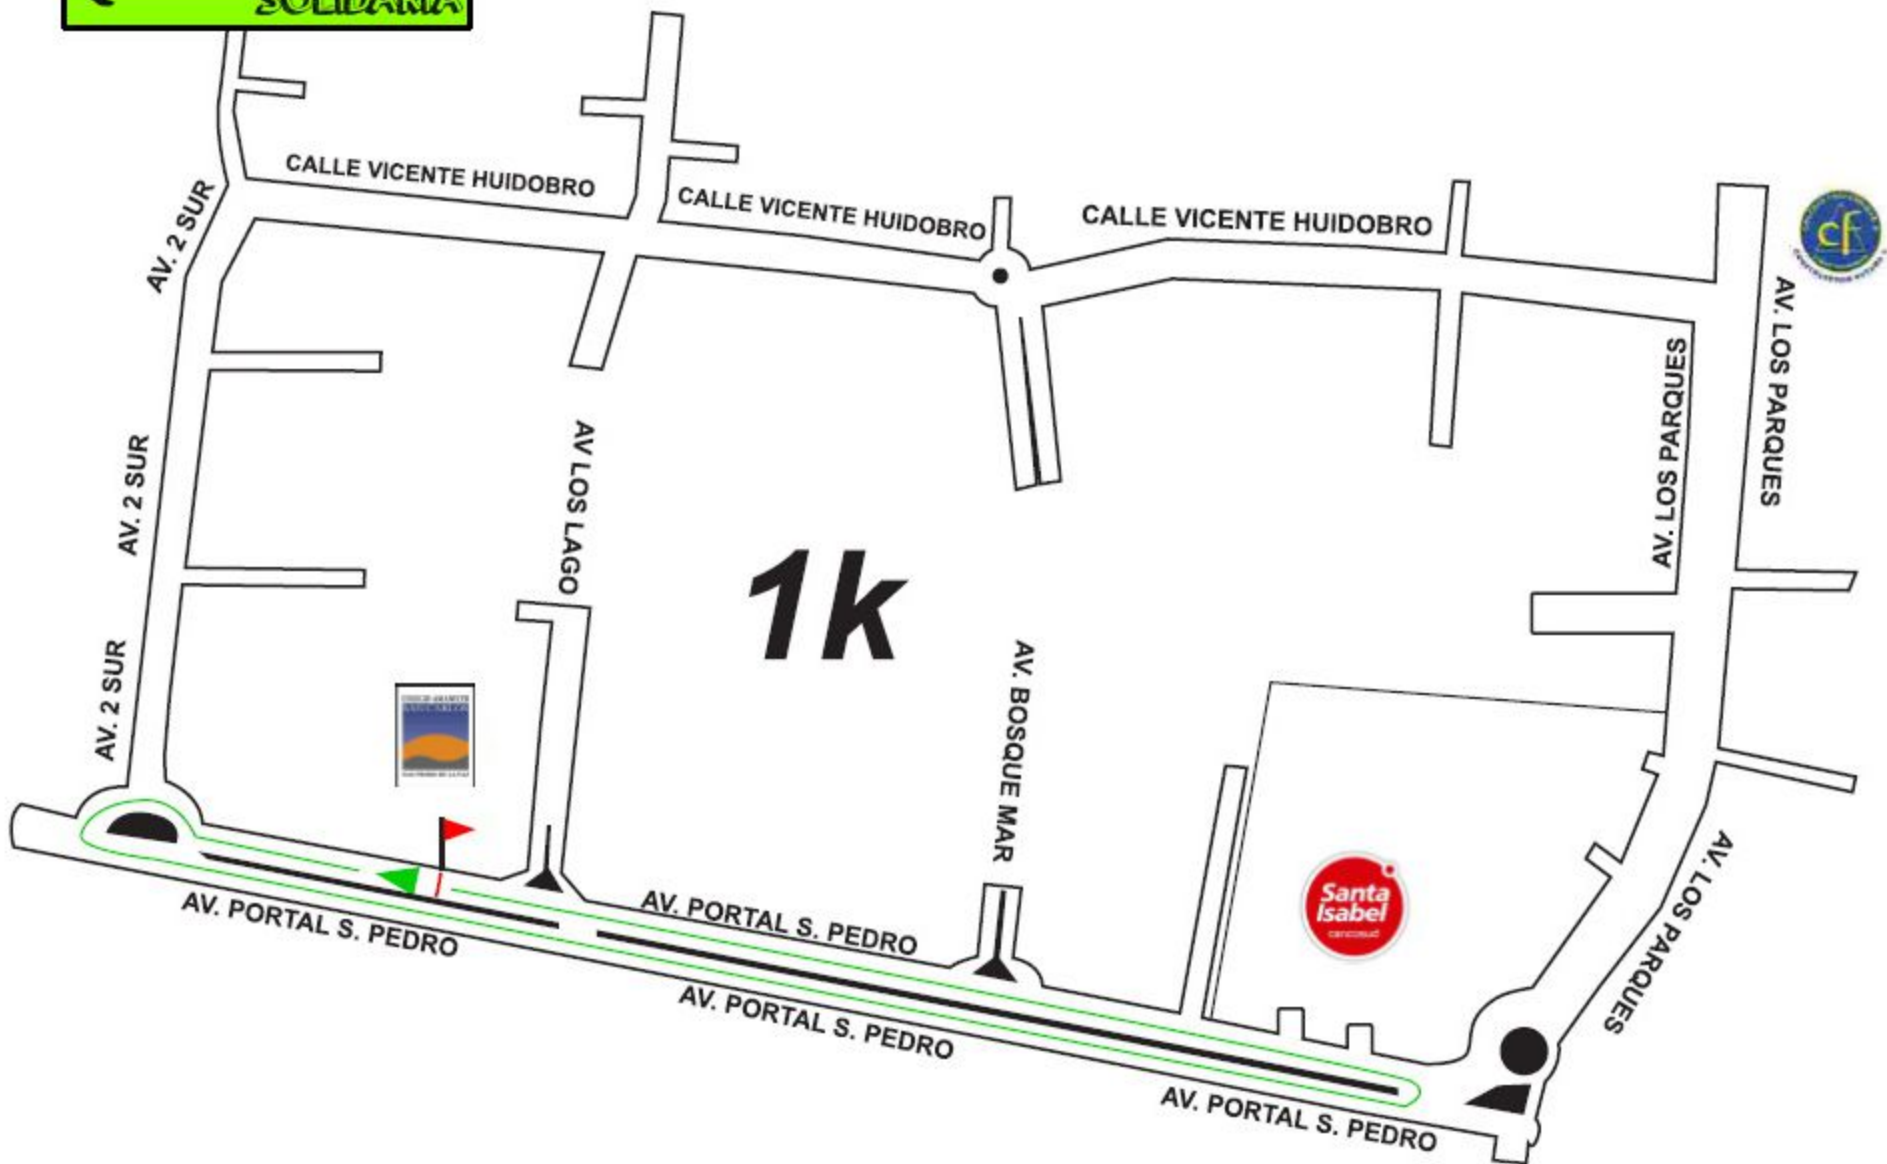 SOLIDARIA
CALLE VICENTE HUIDOBRO
CALLE VICENTE HUIDOBRO
CALLE VICENTE HUIDOBRO
AV. 2 SUR
cf
AV. LOS PARQUES
AV. LOS PARQUES
AV. 2 SUR
AV LOS LAGO
1k
AV. 2 SUR
AV. BOSQUE MAR
AV. LOS PARQUES
Santa
Isabel
cencosud
AV. PORTAL S. PEDRO
AV. PORTAL S. PEDRO
AV. PORTAL S. PEDRO
AV. PORTAL S. PEDRO